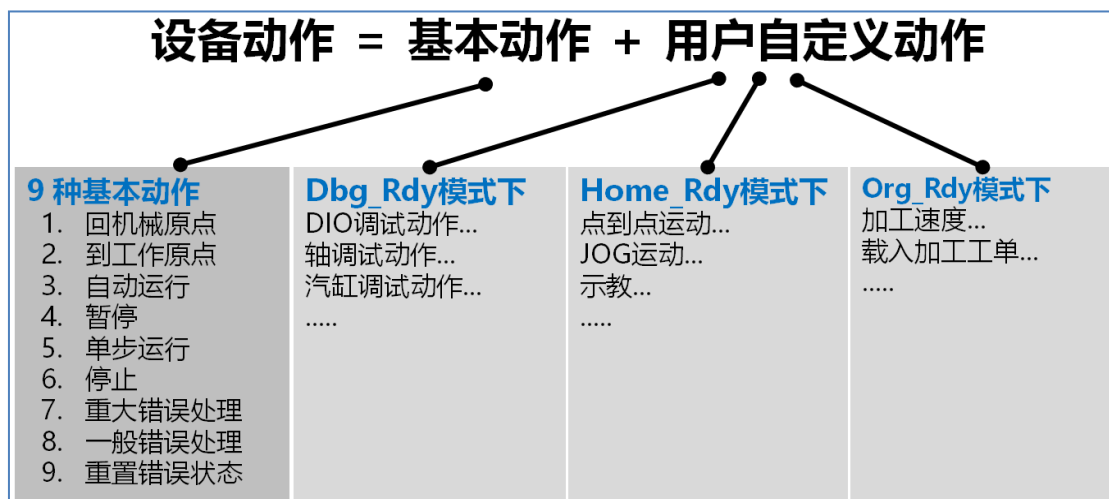 设备动作 = 基本动作 + 用户自定义动作
9 种基本动作
1. 回机械原点
2. 到工作原点
3. 自动运行
4. 暂停
5. 单步运行
6. 停止
7. 重大错误处理
8. 一般错误处理
9. 重置错误状态
Dbg_Rdy模式下
DIO调试动作...
轴调试动作...
汽缸调试动作...
.....
Home_Rdy模式下
点到点运动...
JOG运动...
示教...
.....
Org_Rdy模式下
加工速度...
载入加工工单...
.....